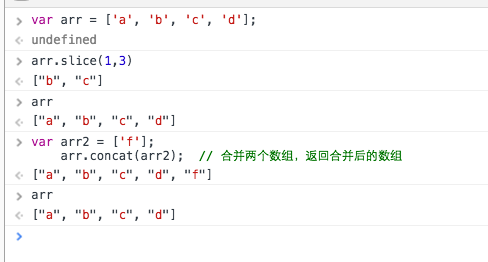 var arr = ['a', 'b', 'c', 'd'];
undefined
arr.slice(1,3)
["b", "c"]
arr
["a", "b", "c", "d"]
var arr2 = ['f'];
arr.concat(arr2);  // 合并两个数组，返回合并后的数组
["a", "b", "c", "d", "f"]
arr
["a", "b", "c", "d"]